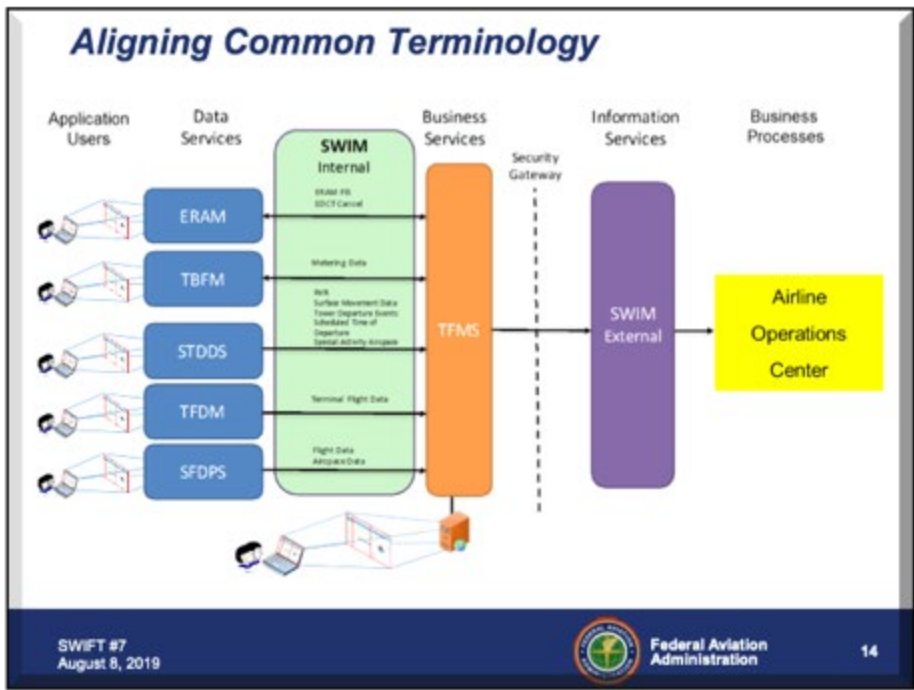 Aligning Common Terminology
Application
Users
Data
Services
SWIM
Internal
Business
Services
Security
Gateway
Information
Services
Business
Processes
ERAM
TBFM
STDDS
TFDM
SFDPS
ERAM FIS
EDCT Cancel
Metering Data
RVR
Surface Movement Data
Tower Departure Events
Scheduled Time of
Departure
Special Activity Airspace
Terminal Flight Data
Flight Data
Airspace Data
TFMS
SWIM
External
Airline
Operations
Center
SWIFT #7
August 8, 2019
Federal Aviation
Administration
14